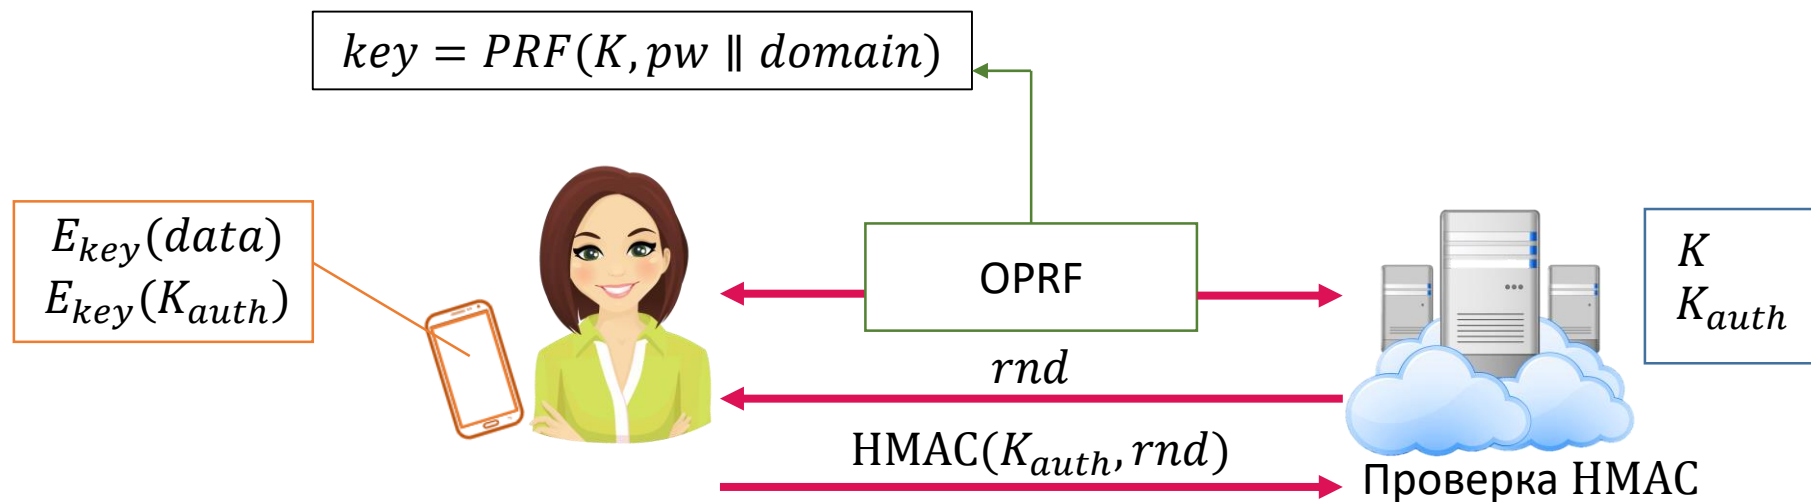 key = PRF(K, pw ∥ domain)
E_key(data)
E_key(K_auth)
OPRF
K
K_auth
rnd
HMAC(K_auth, rnd)
Проверка HMAC